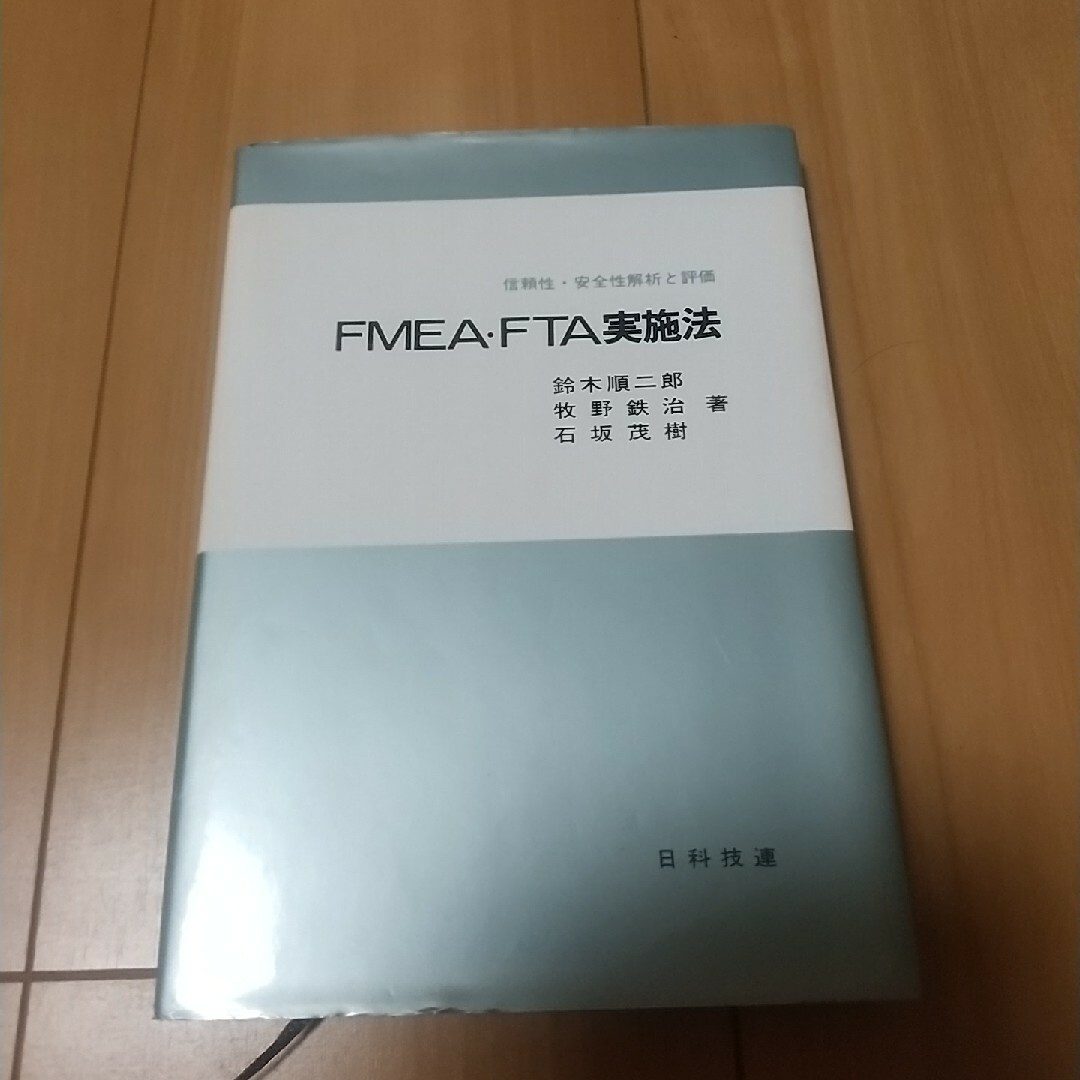 信頼性・安全性解析と評価
FMEA・FTA実施法
鈴木順二郎
牧野鉄治 著
石坂茂樹
日科技連